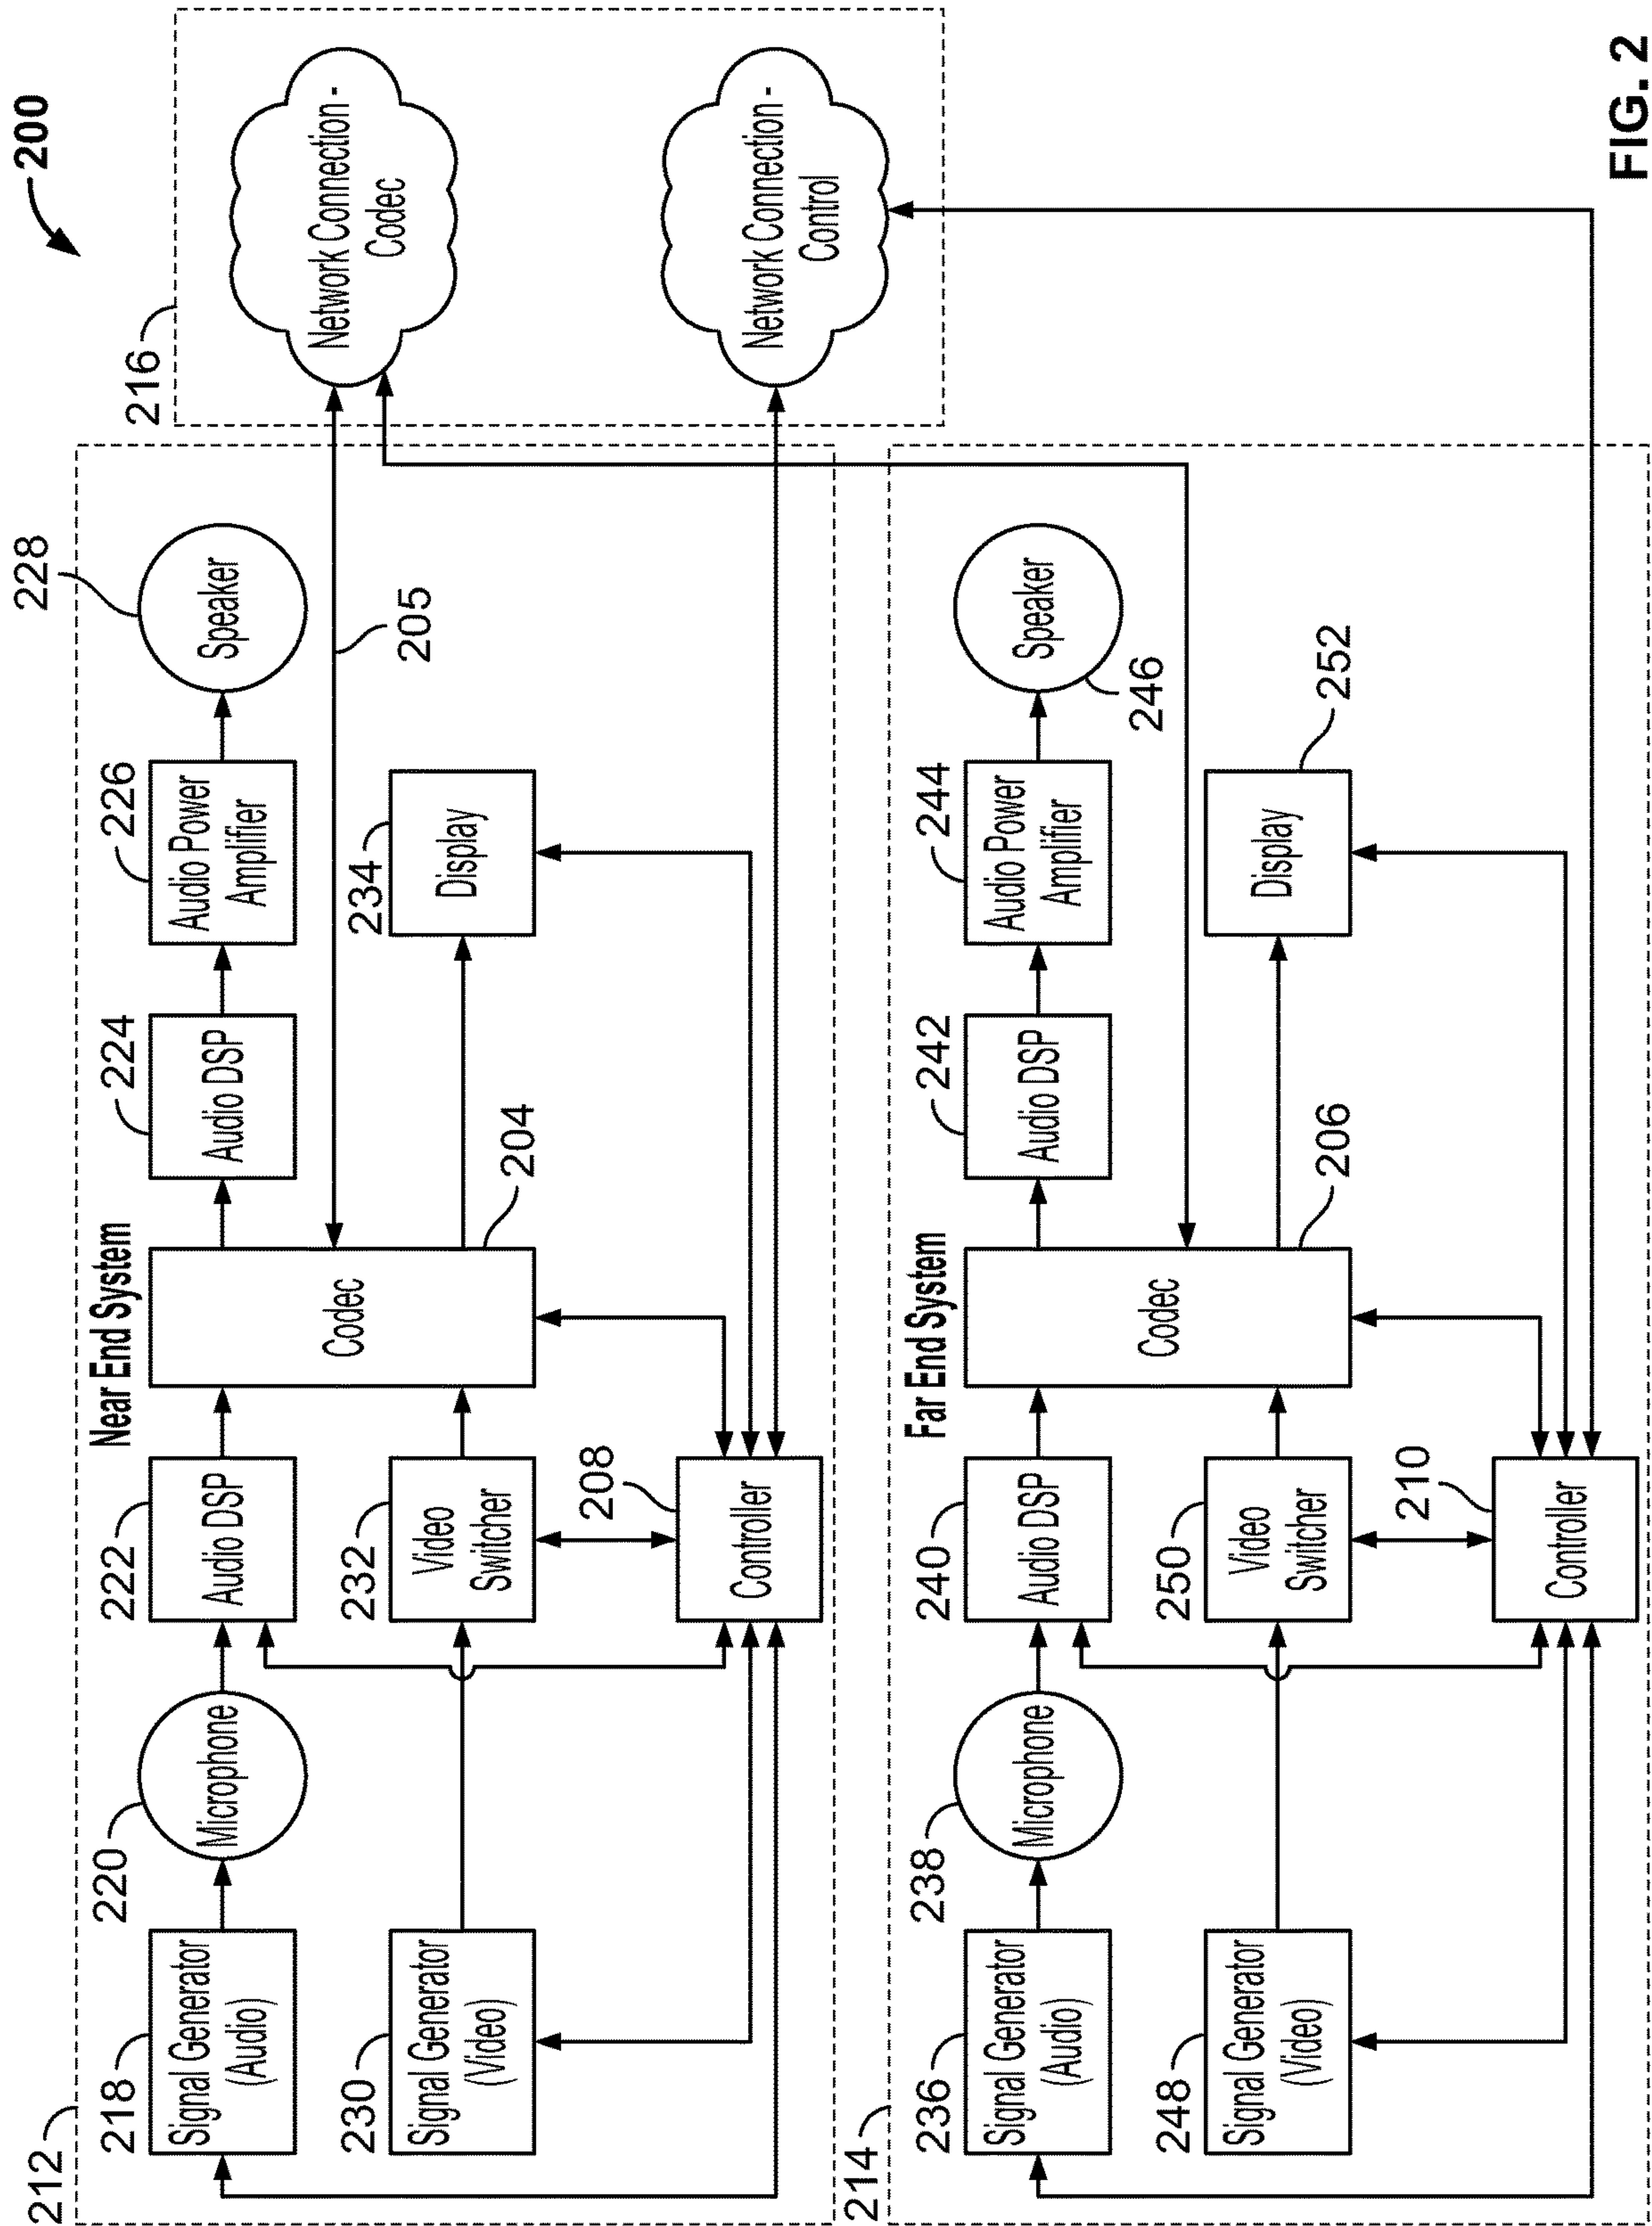 200
216
Network Connection -
Codec
Network Connection -
Control
212
Near End System
218
Signal Generator
(Audio)
220
Microphone
222
Audio DSP
224
Audio DSP
226
Audio Power
Amplifier
228
Speaker
205
230
Signal Generator
(Video)
232
Video
Switcher
Codec
204
234
Display
208
Controller
214
Far End System
236
Signal Generator
(Audio)
238
Microphone
240
Audio DSP
242
Audio DSP
244
Audio Power
Amplifier
Speaker
246
248
Signal Generator
(Video)
250
Video
Switcher
Codec
206
Display
252
210
Controller
FIG. 2